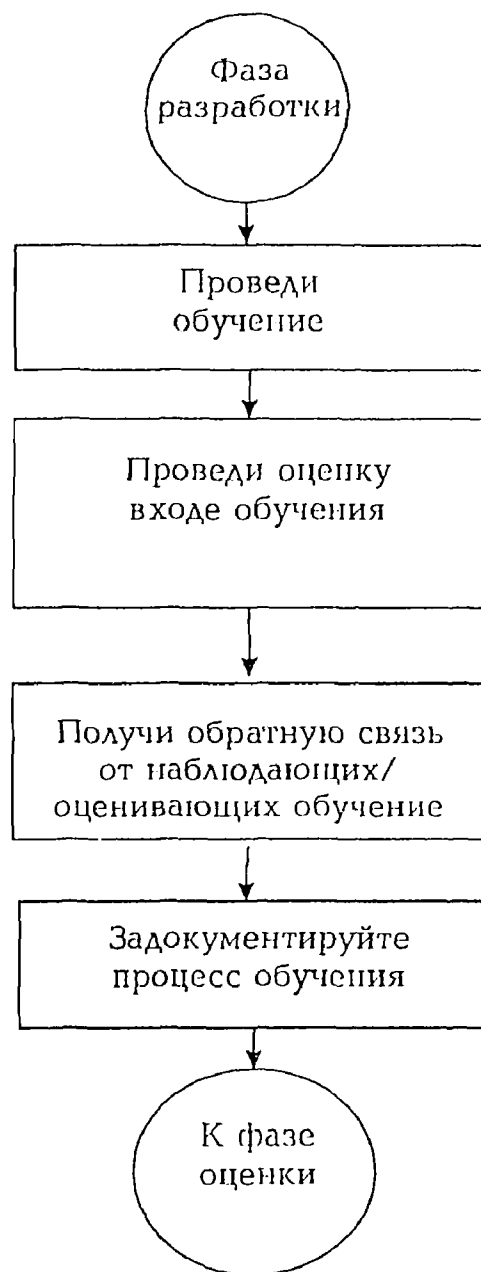 Фаза
разработки
Проведи
обучение
Проведи оценку
входе обучения
Получи обратную связь
от наблюдающих/
оценивающих обучение
Задокументируйте
процесс обучения
К фазе
оценки